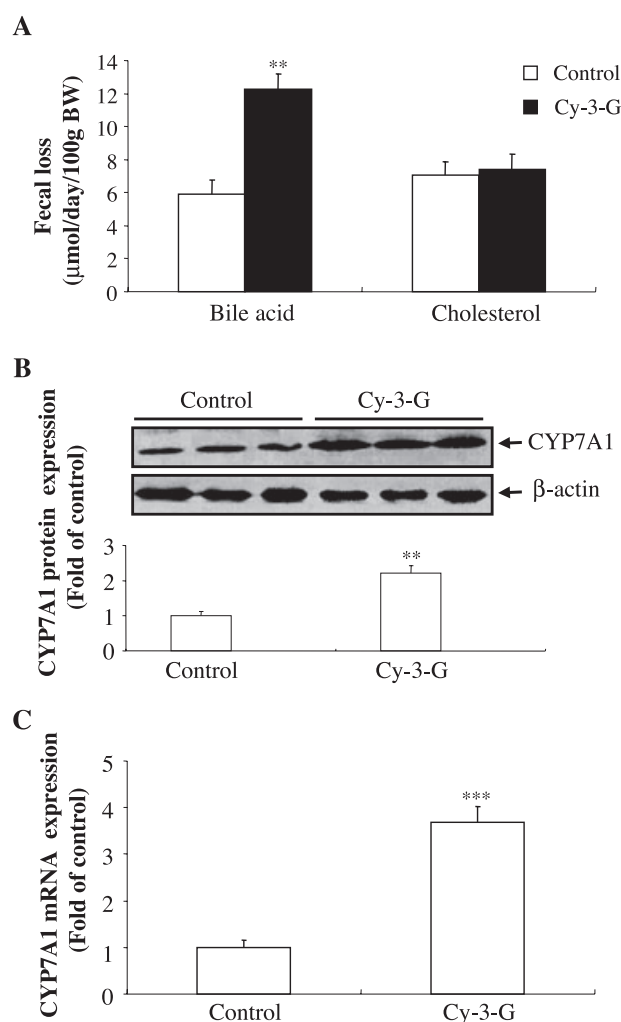 A
Fecal loss
(μmol/day/100g BW)
14
12
10
8
6
4
2
0
**
Control
Cy-3-G
Bile acid
Cholesterol
B
Control
Cy-3-G
CYP7A1
β-actin
CYP7A1 protein expression
(Fold of control)
3
2
1
0
**
Control
Cy-3-G
C
CYP7A1 mRNA expression
(Fold of control)
5
4
3
2
1
0
***
Control
Cy-3-G